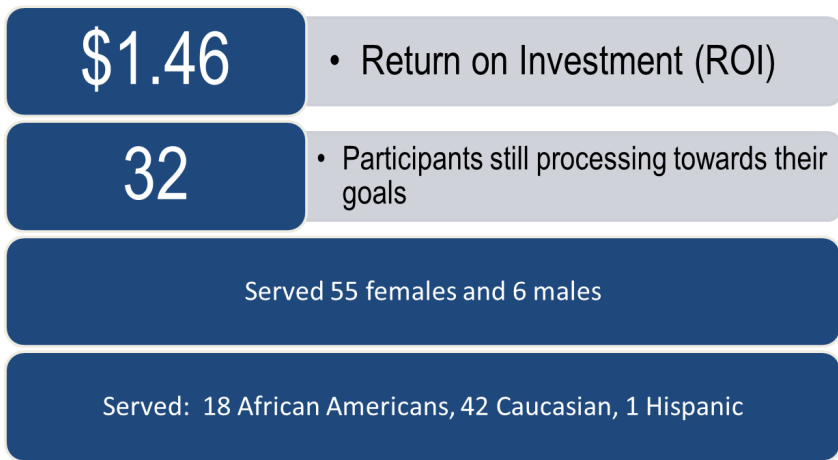 $1.46
• Return on Investment (ROI)
32
• Participants still processing towards their
goals
Served 55 females and 6 males
Served:  18 African Americans, 42 Caucasian, 1 Hispanic